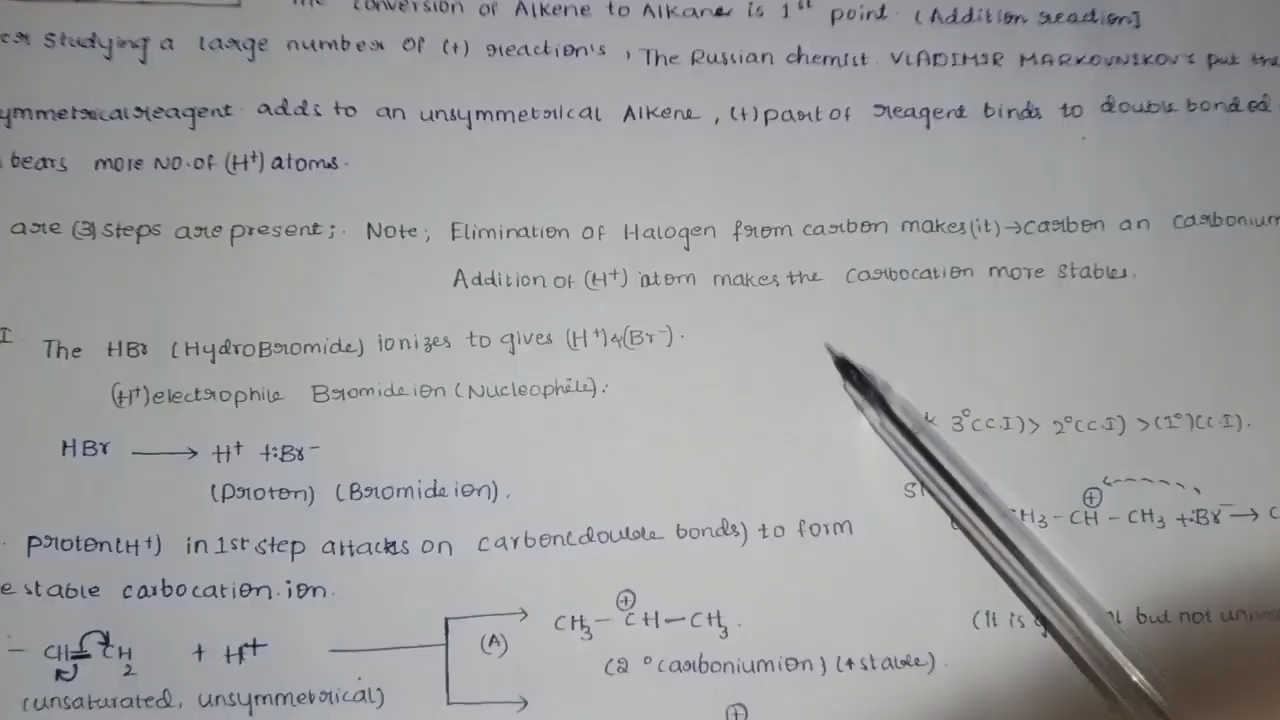 conversion of Alkene to Alkanes is 1st point. (Addition reaction]
studying a large number of (+) reaction's, The Russian chemist VLADIMIR MARKOVNIKOV'S put the
ymmetrical reagent adds to an unsymmetrical Alkene, (+) part of reagent binds to double bonded
bears more NO. of (H+) atoms.
are (3) steps are present; Note; Elimination of Halogen from carbon makes (it) → carbon an carbonium
Addition of (H+) atom makes the carbocation more stables.
I The HBr (HydroBromide) ionizes to gives (H+) & (Br-).
(H+) electrophile Bromide ion (Nucleophile):
3°(C.I) > 2°(C.I) > (1°)(C.I).
HBr → H+ + :Br-
(Proton) (Bromide ion).
CH3 - CH - CH3 + :Br- → C
⊕
proton (H+) in 1st step attacks on carbon (double bonds) to form
e stable carbocation ion.
⊕
CH3 - CH - CH3.
(It is but not
- CH = CH2 + H+ (A)
(2° carbonium ion) (+ stable).
(unsaturated, unsymmetrical)
⊕